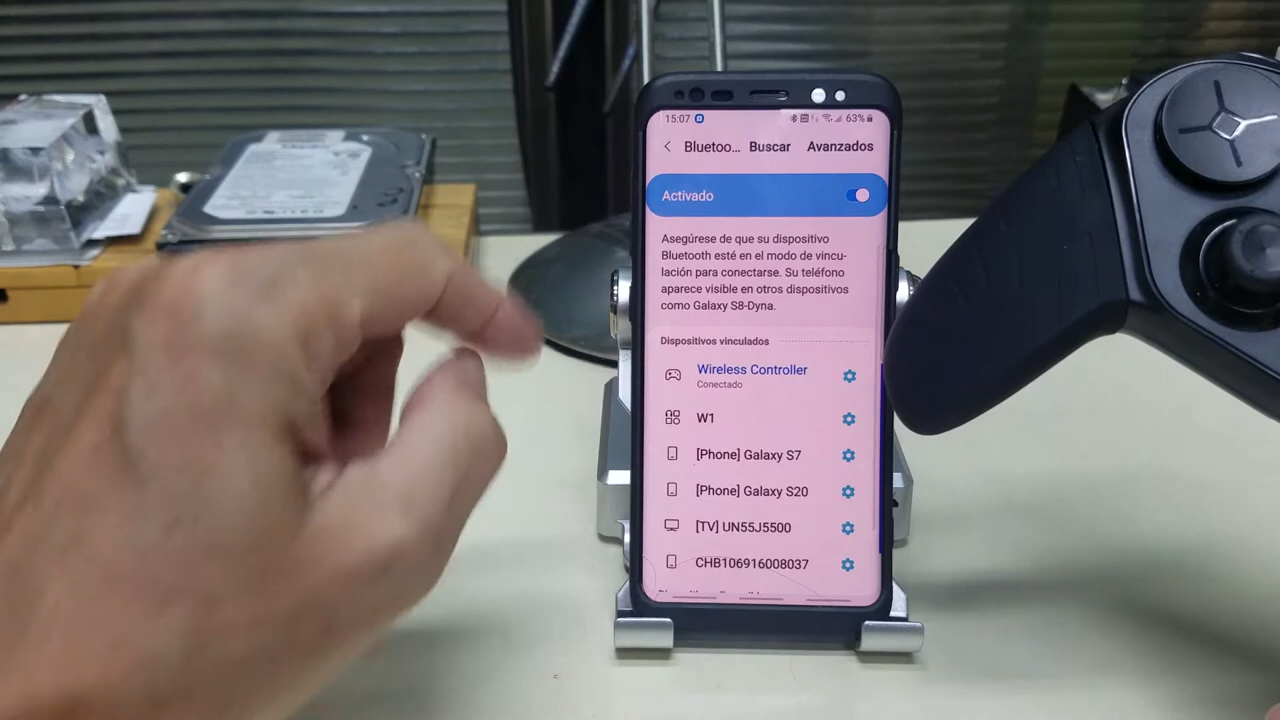 15:07 63%
Bluetoo... Buscar Avanzados
Activado
Asegúrese de que su dispositivo
Bluetooth esté en el modo de vincu-
lación para conectarse. Su teléfono
aparece visible en otros dispositivos
como Galaxy S8-Dyna.
Dispositivos vinculados
Wireless Controller
Conectado
W1
[Phone] Galaxy S7
[Phone] Galaxy S20
[TV] UN55J5500
CHB106916008037